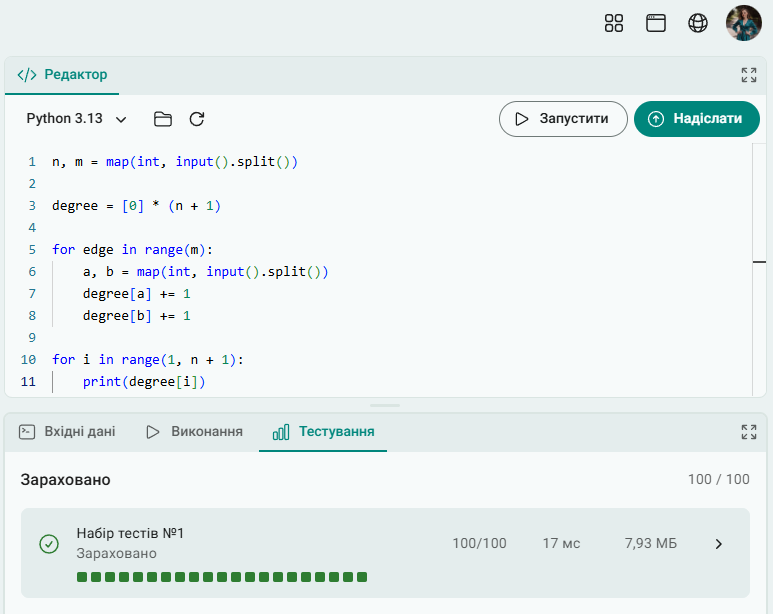 </> Редактор
Python 3.13
Запустити
Надіслати
1 n, m = map(int, input().split())
2
3 degree = [0] * (n + 1)
4
5 for edge in range(m):
6 a, b = map(int, input().split())
7 degree[a] += 1
8 degree[b] += 1
9
10 for i in range(1, n + 1):
11 print(degree[i])
Вхідні дані
Виконання
Тестування
Зараховано 100 / 100
Набір тестів №1
Зараховано
100/100 17 мс 7,93 МБ